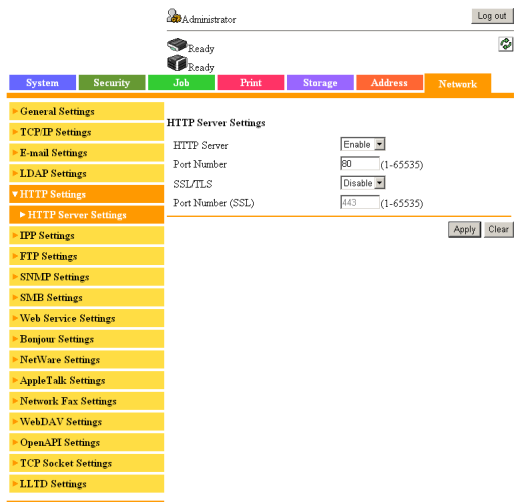 Administrator
Log out
Ready
Ready
System Security Job Print Storage Address Network
General Settings
TCP/IP Settings
E-mail Settings
LDAP Settings
HTTP Settings
HTTP Server Settings
IPP Settings
FTP Settings
SNMP Settings
SMB Settings
Web Service Settings
Bonjour Settings
NetWare Settings
AppleTalk Settings
Network Fax Settings
WebDAV Settings
OpenAPI Settings
TCP Socket Settings
LLTD Settings
HTTP Server Settings
HTTP Server Enable
Port Number 80 (1-65535)
SSL/TLS Disable
Port Number (SSL) 443 (1-65535)
Apply Clear